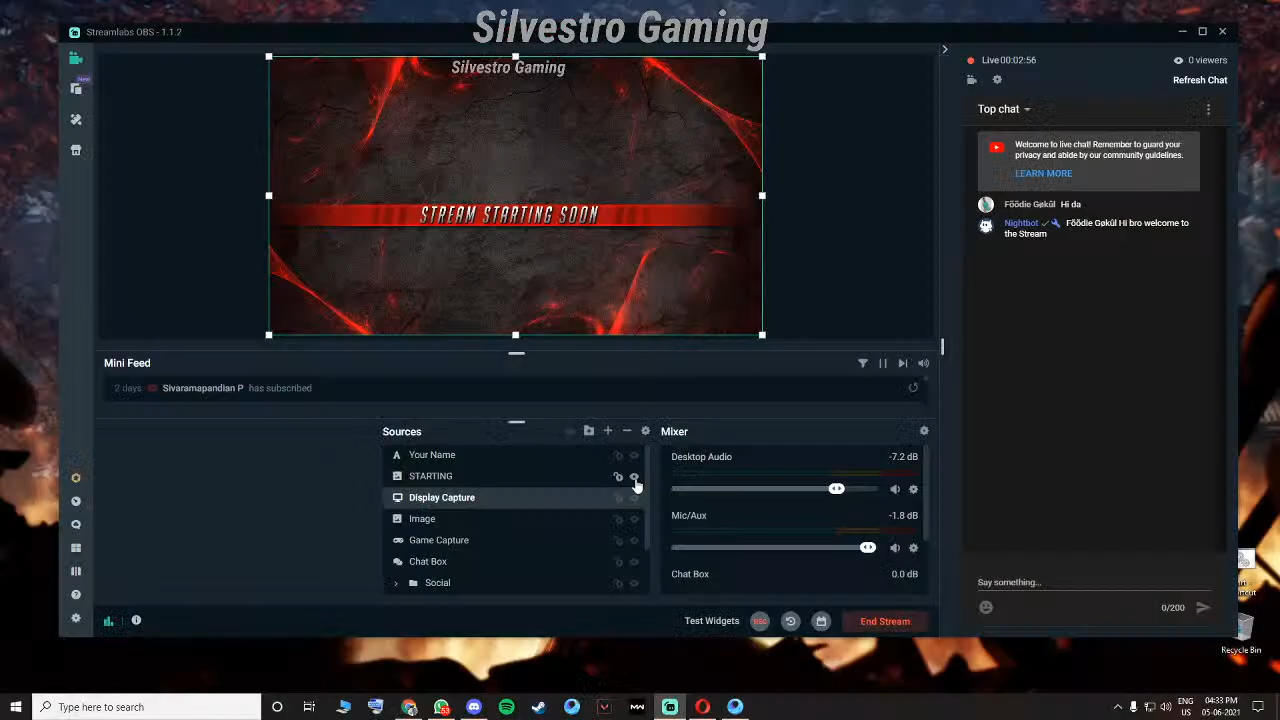 Silvestro Gaming
Streamlabs OBS - 1.1.2
Silvestro Gaming
STREAM STARTING SOON
New
Live 00:02:56
0 viewers
Refresh Chat
Top chat
Welcome to live chat! Remember to guard your
privacy and abide by our community guidelines.
LEARN MORE
Föödie Gøkül Hi da
Nightbot Föödie Gøkül Hi bro welcome to
the Stream
Mini Feed
2 days Sivaramapandian P has subscribed
Sources
Your Name
STARTING
Display Capture
Image
Game Capture
Chat Box
Social
Mixer
Desktop Audio -7.2 dB
Mic/Aux -1.8 dB
Chat Box 0.0 dB
Say something...
0/200
Test Widgets
REC
End Stream
Recycle Bin
Type here to search
53
ENG
US
04:33 PM
05-06-2021